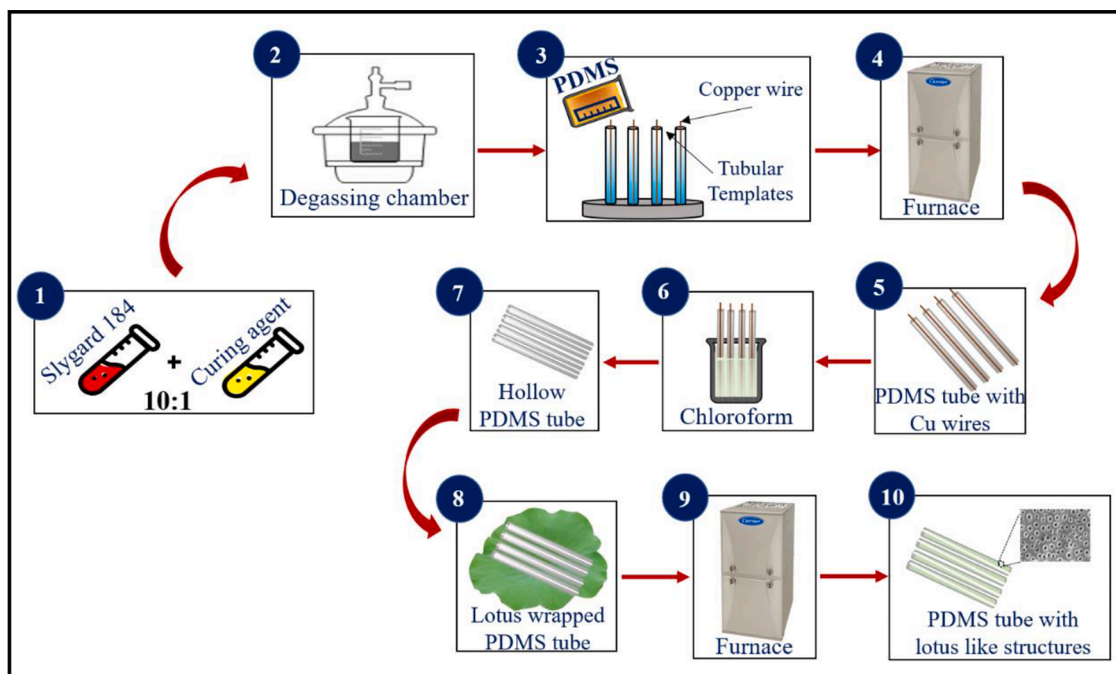 1
Slygard 184
+
Curing agent
10:1
2
Degassing chamber
3
PDMS
Copper wire
Tubular
Templates
4
Carrier
Furnace
5
PDMS tube with
Cu wires
6
Chloroform
7
Hollow
PDMS tube
8
Lotus wrapped
PDMS tube
9
Carrier
Furnace
10
PDMS tube with
lotus like structures